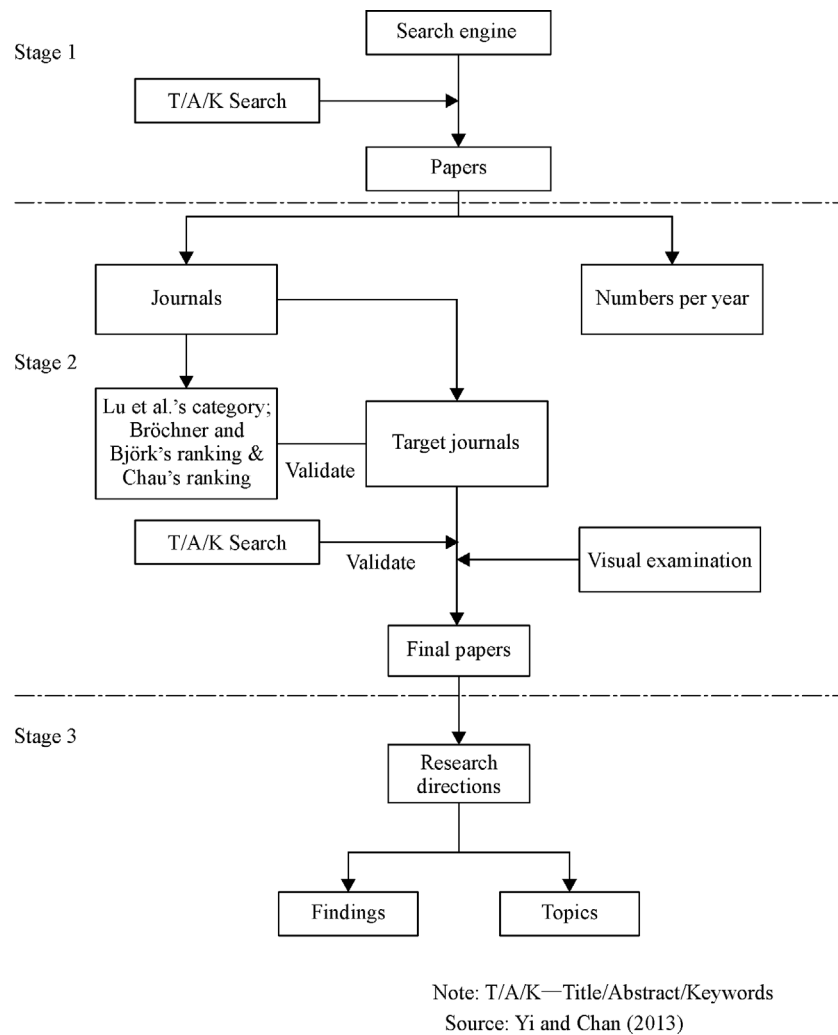 Search engine
Stage 1
T/A/K Search
Papers
Journals
Numbers per year
Stage 2
Lu et al.'s category;
Bröchner and
Björk's ranking &
Chau's ranking
Validate
Target journals
T/A/K Search
Validate
Visual examination
Final papers
Stage 3
Research
directions
Findings
Topics
Note: T/A/K—Title/Abstract/Keywords
Source: Yi and Chan (2013)